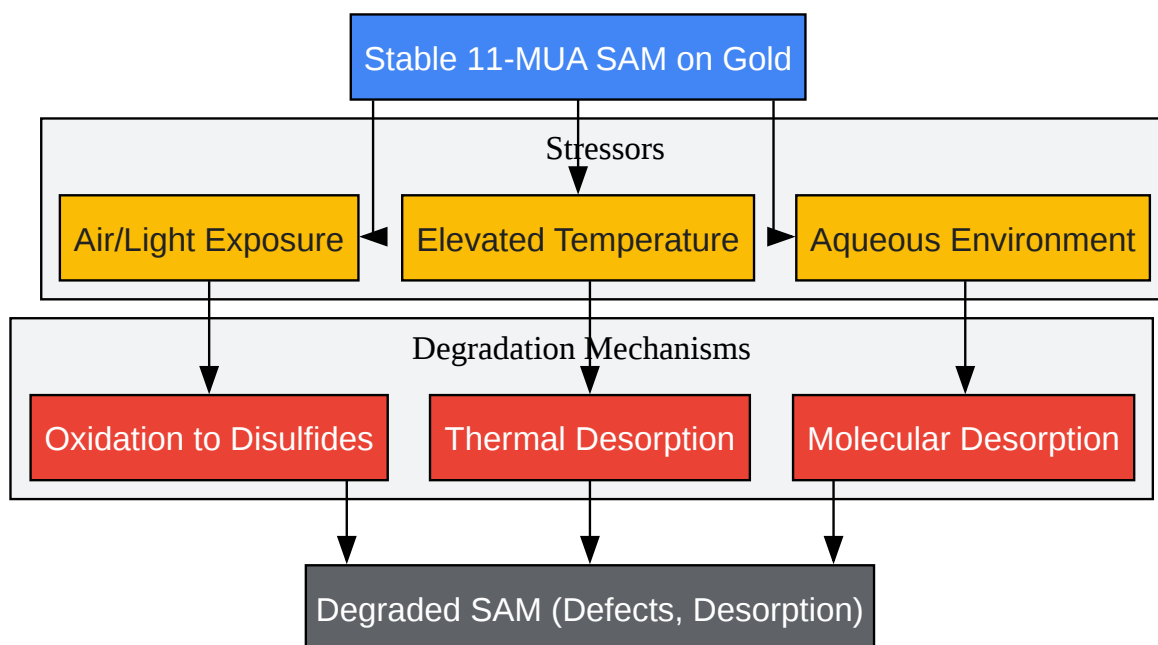 Stable 11-MUA SAM on Gold
Stressors
Air/Light Exposure
Elevated Temperature
Aqueous Environment
Degradation Mechanisms
Oxidation to Disulfides
Thermal Desorption
Molecular Desorption
Degraded SAM (Defects, Desorption)